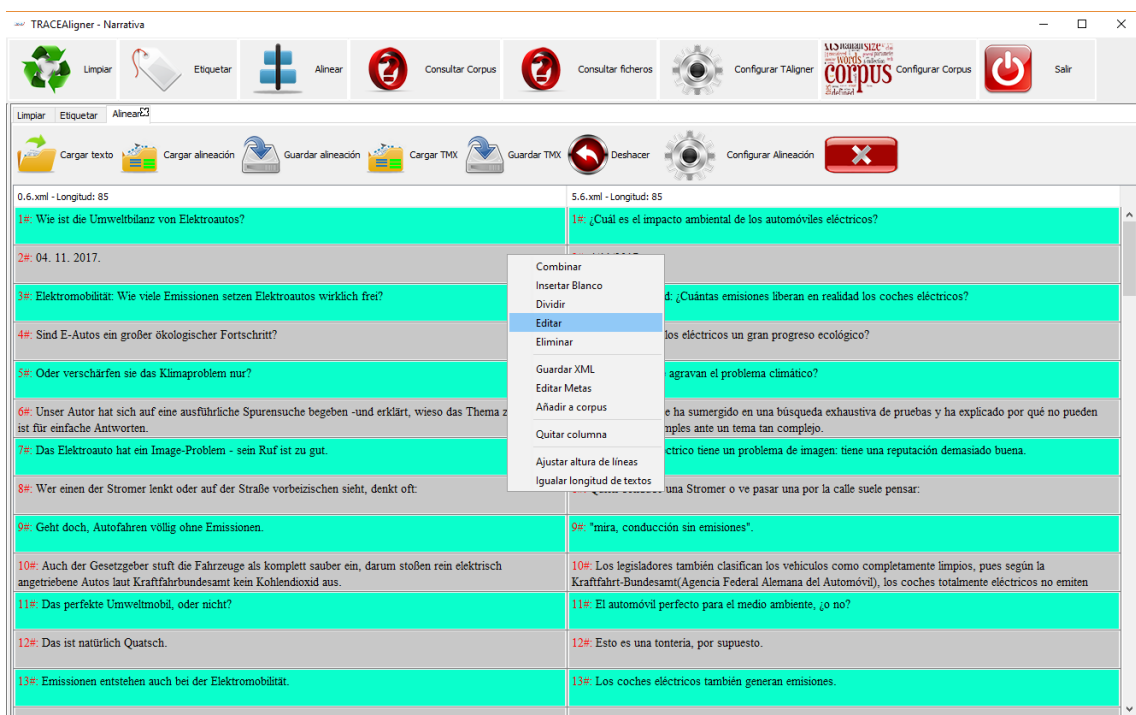 TRACEAligner - Narrativa
Limpiar Etiquetar Alinear Consultar Corpus Consultar ficheros Configurar TAligner corpus Configurar Corpus Salir
Limpiar Etiquetar Alinear
Cargar texto Cargar alineación Guardar alineación Cargar TMX Guardar TMX Deshacer Configurar Alineación
0.6.xml - Longitud: 85
5.6.xml - Longitud: 85
1#: Wie ist die Umweltbilanz von Elektroautos?
1#: ¿Cuál es el impacto ambiental de los automóviles eléctricos?
2#: 04. 11. 2017.
3#: Elektromobilität: Wie viele Emissionen setzen Elektroautos wirklich frei?
d: ¿Cuántas emisiones liberan en realidad los coches eléctricos?
4#: Sind E-Autos ein großer ökologischer Fortschritt?
los eléctricos un gran progreso ecológico?
5#: Oder verschärfen sie das Klimaproblem nur?
agravan el problema climático?
6#: Unser Autor hat sich auf eine ausführliche Spurensuche begeben -und erklärt, wieso das Thema z
ist für einfache Antworten.
e ha sumergido en una búsqueda exhaustiva de pruebas y ha explicado por qué no pueden
mples ante un tema tan complejo.
7#: Das Elektroauto hat ein Image-Problem - sein Ruf ist zu gut.
ctrico tiene un problema de imagen: tiene una reputación demasiado buena.
8#: Wer einen der Stromer lenkt oder auf der Straße vorbeizischen sieht, denkt oft:
una Stromer o ve pasar una por la calle suele pensar:
9#: Geht doch, Autofahren völlig ohne Emissionen.
9#: "mira, conducción sin emisiones".
10#: Auch der Gesetzgeber stuft die Fahrzeuge als komplett sauber ein, darum stoßen rein elektrisch
angetriebene Autos laut Kraftfahrbundesamt kein Kohlendioxid aus.
10#: Los legisladores también clasifican los vehiculos como completamente limpios, pues según la
Kraftfahrt-Bundesamt(Agencia Federal Alemana del Automóvil), los coches totalmente eléctricos no emiten
11#: Das perfekte Umweltmobil, oder nicht?
11#: El automóvil perfecto para el medio ambiente, ¿o no?
12#: Das ist natürlich Quatsch.
12#: Esto es una tontería, por supuesto.
13#: Emissionen entstehen auch bei der Elektromobilität.
13#: Los coches eléctricos también generan emisiones.
Combinar
Insertar Blanco
Dividir
Editar
Eliminar
Guardar XML
Editar Metas
Añadir a corpus
Quitar columna
Ajustar altura de líneas
Igualar longitud de textos